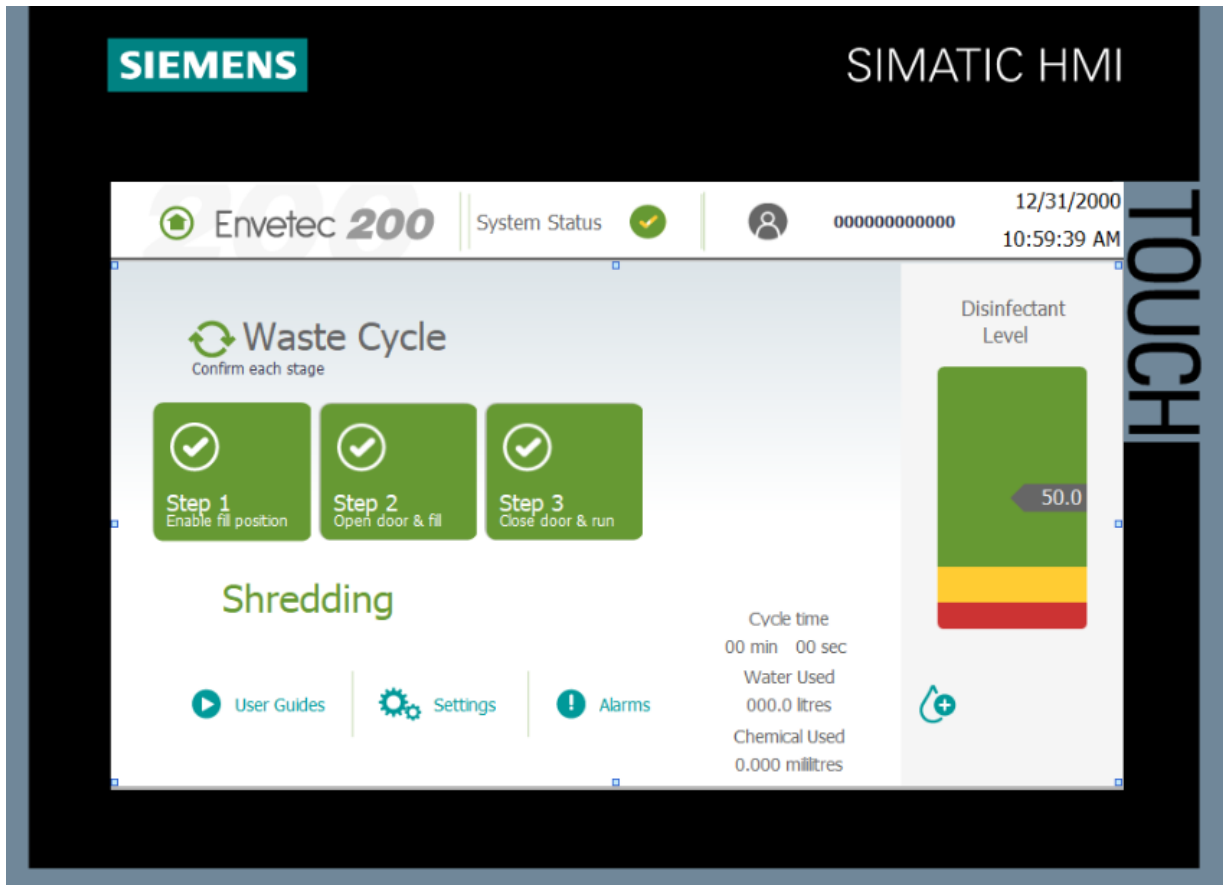 SIEMENS
SIMATIC HMI
TOUCH
200
Envetec 200
System Status
000000000000
12/31/2000
10:59:39 AM
Waste Cycle
Confirm each stage
Step 1
Enable fill position
Step 2
Open door & fill
Step 3
Close door & run
Disinfectant
Level
50.0
Shredding
Cycle time
00 min 00 sec
Water Used
000.0 litres
Chemical Used
0.000 millitres
User Guides
Settings
Alarms